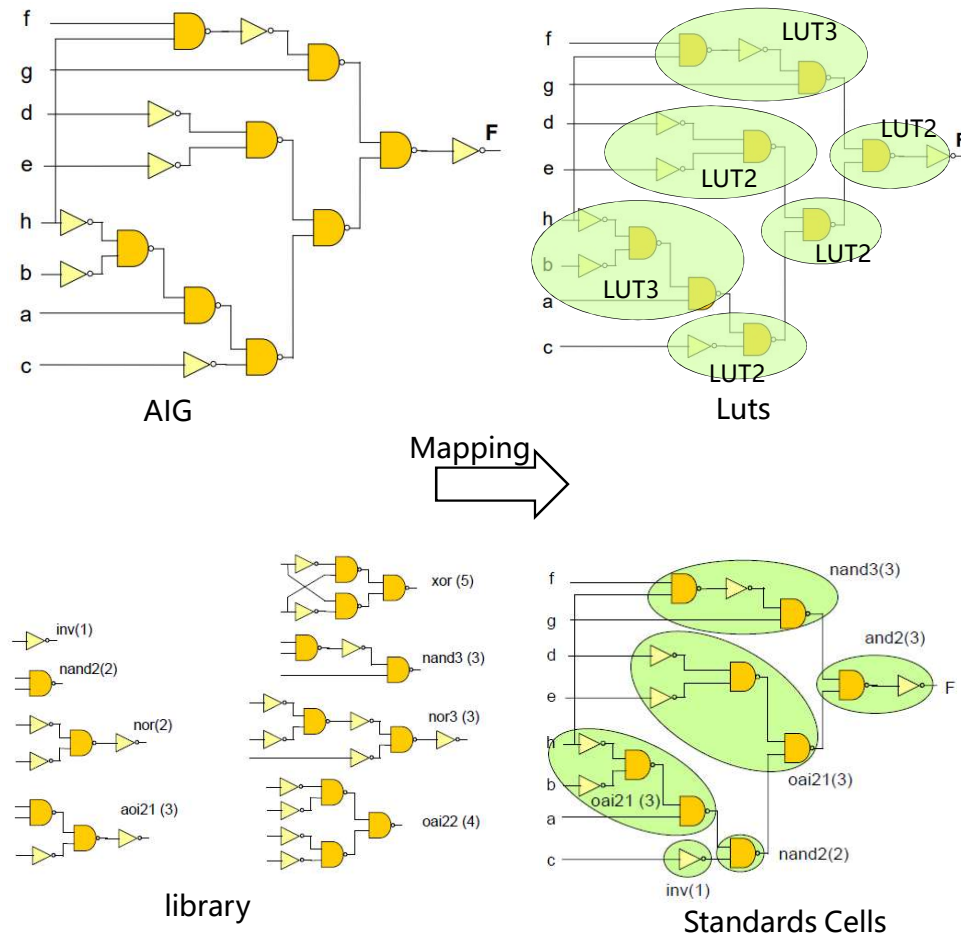 f
g
d
e
h
b
a
c
F
AIG
f
g
d
e
h
b
a
c
LUT3
LUT2
LUT3
LUT2
LUT2
LUT2
F
Luts
Mapping
inv(1)
nand2(2)
nor(2)
aoi21 (3)
xor (5)
nand3 (3)
nor3 (3)
oai22 (4)
library
f
g
d
e
h
b
a
c
nand3(3)
and2(3)
F
oai21(3)
oai21 (3)
nand2(2)
inv(1)
Standards Cells